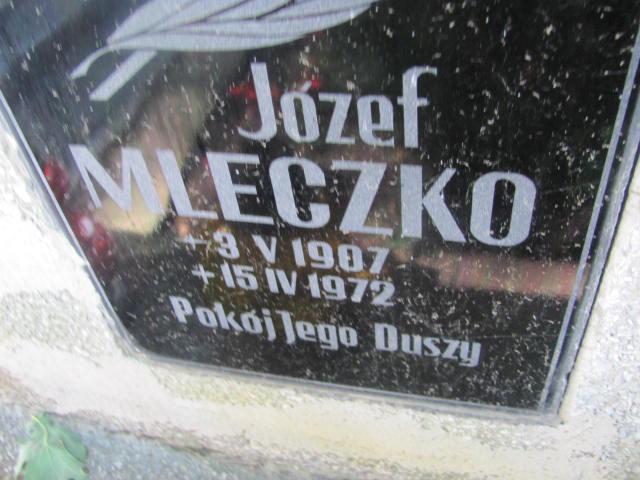 Józef
MLECZKO
+3 V 1907
+15 IV 1972
Pokój Jego Duszy